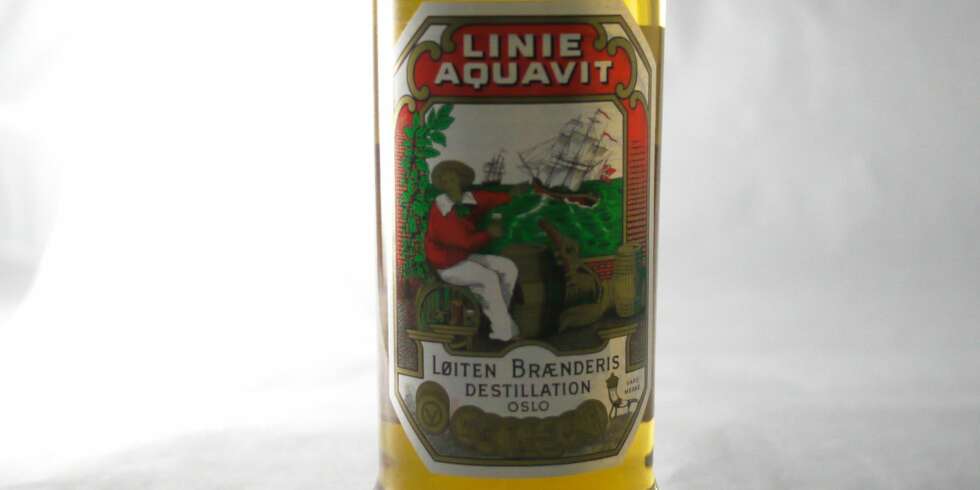 LINIE
AQUAVIT
LØITEN BRÆNDERIS
DESTILLATION
OSLO